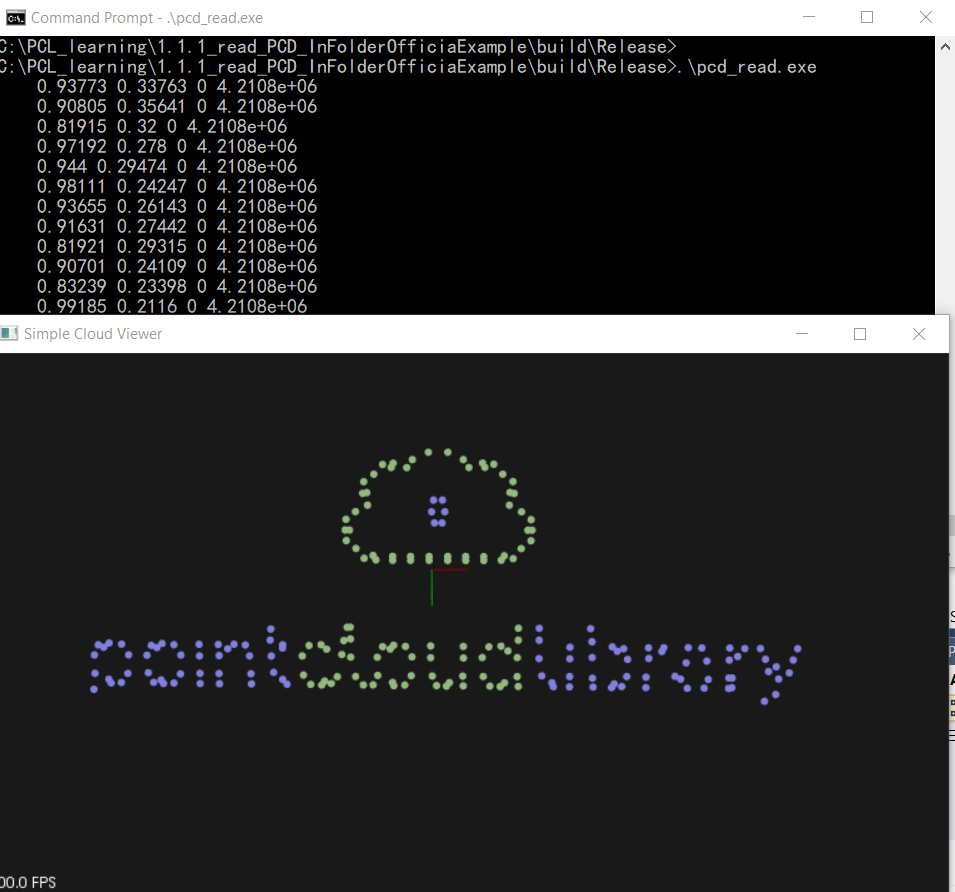 Command Prompt - .\pcd_read.exe
C:\PCL_learning\1.1.1_read_PCD_InFolderOfficiaExample\build\Release>
C:\PCL_learning\1.1.1_read_PCD_InFolderOfficiaExample\build\Release>.\pcd_read.exe
0.93773 0.33763 0 4.2108e+06
0.90805 0.35641 0 4.2108e+06
0.81915 0.32 0 4.2108e+06
0.97192 0.278 0 4.2108e+06
0.944 0.29474 0 4.2108e+06
0.98111 0.24247 0 4.2108e+06
0.93655 0.26143 0 4.2108e+06
0.91631 0.27442 0 4.2108e+06
0.81921 0.29315 0 4.2108e+06
0.90701 0.24109 0 4.2108e+06
0.83239 0.23398 0 4.2108e+06
0.99185 0.2116 0 4.2108e+06
Simple Cloud Viewer
pointcloudlibrary
00.0 FPS